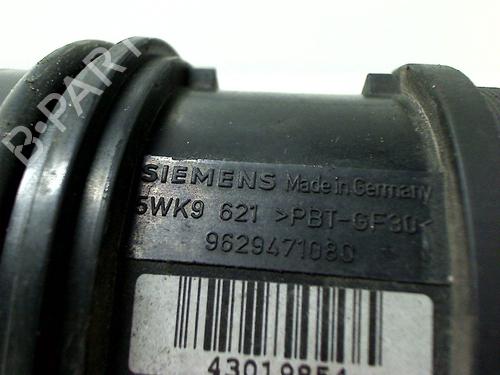 B-PARTS
SIEMENS Made in Germany
5WK9 621 >PBT-GF30<
9629471080
43019854